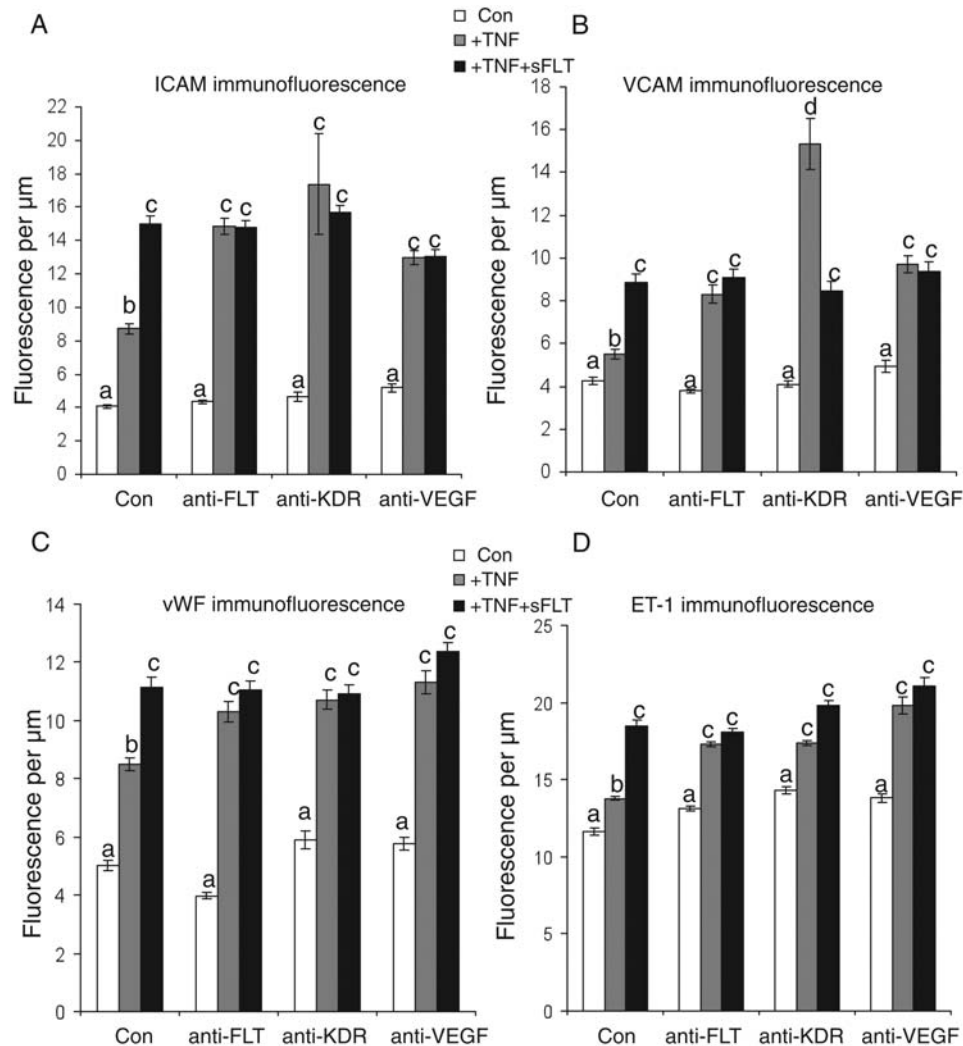 A
B
Con
+TNF
+TNF+sFLT
ICAM immunofluorescence
VCAM immunofluorescence
Fluorescence per µm
22
20
18
16
14
12
10
8
6
4
2
0
a
b
c
a
c
c
a
c
c
a
c
c
Con
anti-FLT
anti-KDR
anti-VEGF
Fluorescence per µm
18
16
14
12
10
8
6
4
2
0
a
b
c
a
c
c
a
d
c
a
c
c
Con
anti-FLT
anti-KDR
anti-VEGF
C
D
Con
+TNF
+TNF+sFLT
vWF immunofluorescence
ET-1 immunofluorescence
Fluorescence per µm
14
12
10
8
6
4
2
0
a
b
c
a
c
c
a
c
c
a
c
c
Con
anti-FLT
anti-KDR
anti-VEGF
Fluorescence per µm
25
20
15
10
5
0
a
b
c
a
c
c
a
c
c
a
c
c
Con
anti-FLT
anti-KDR
anti-VEGF